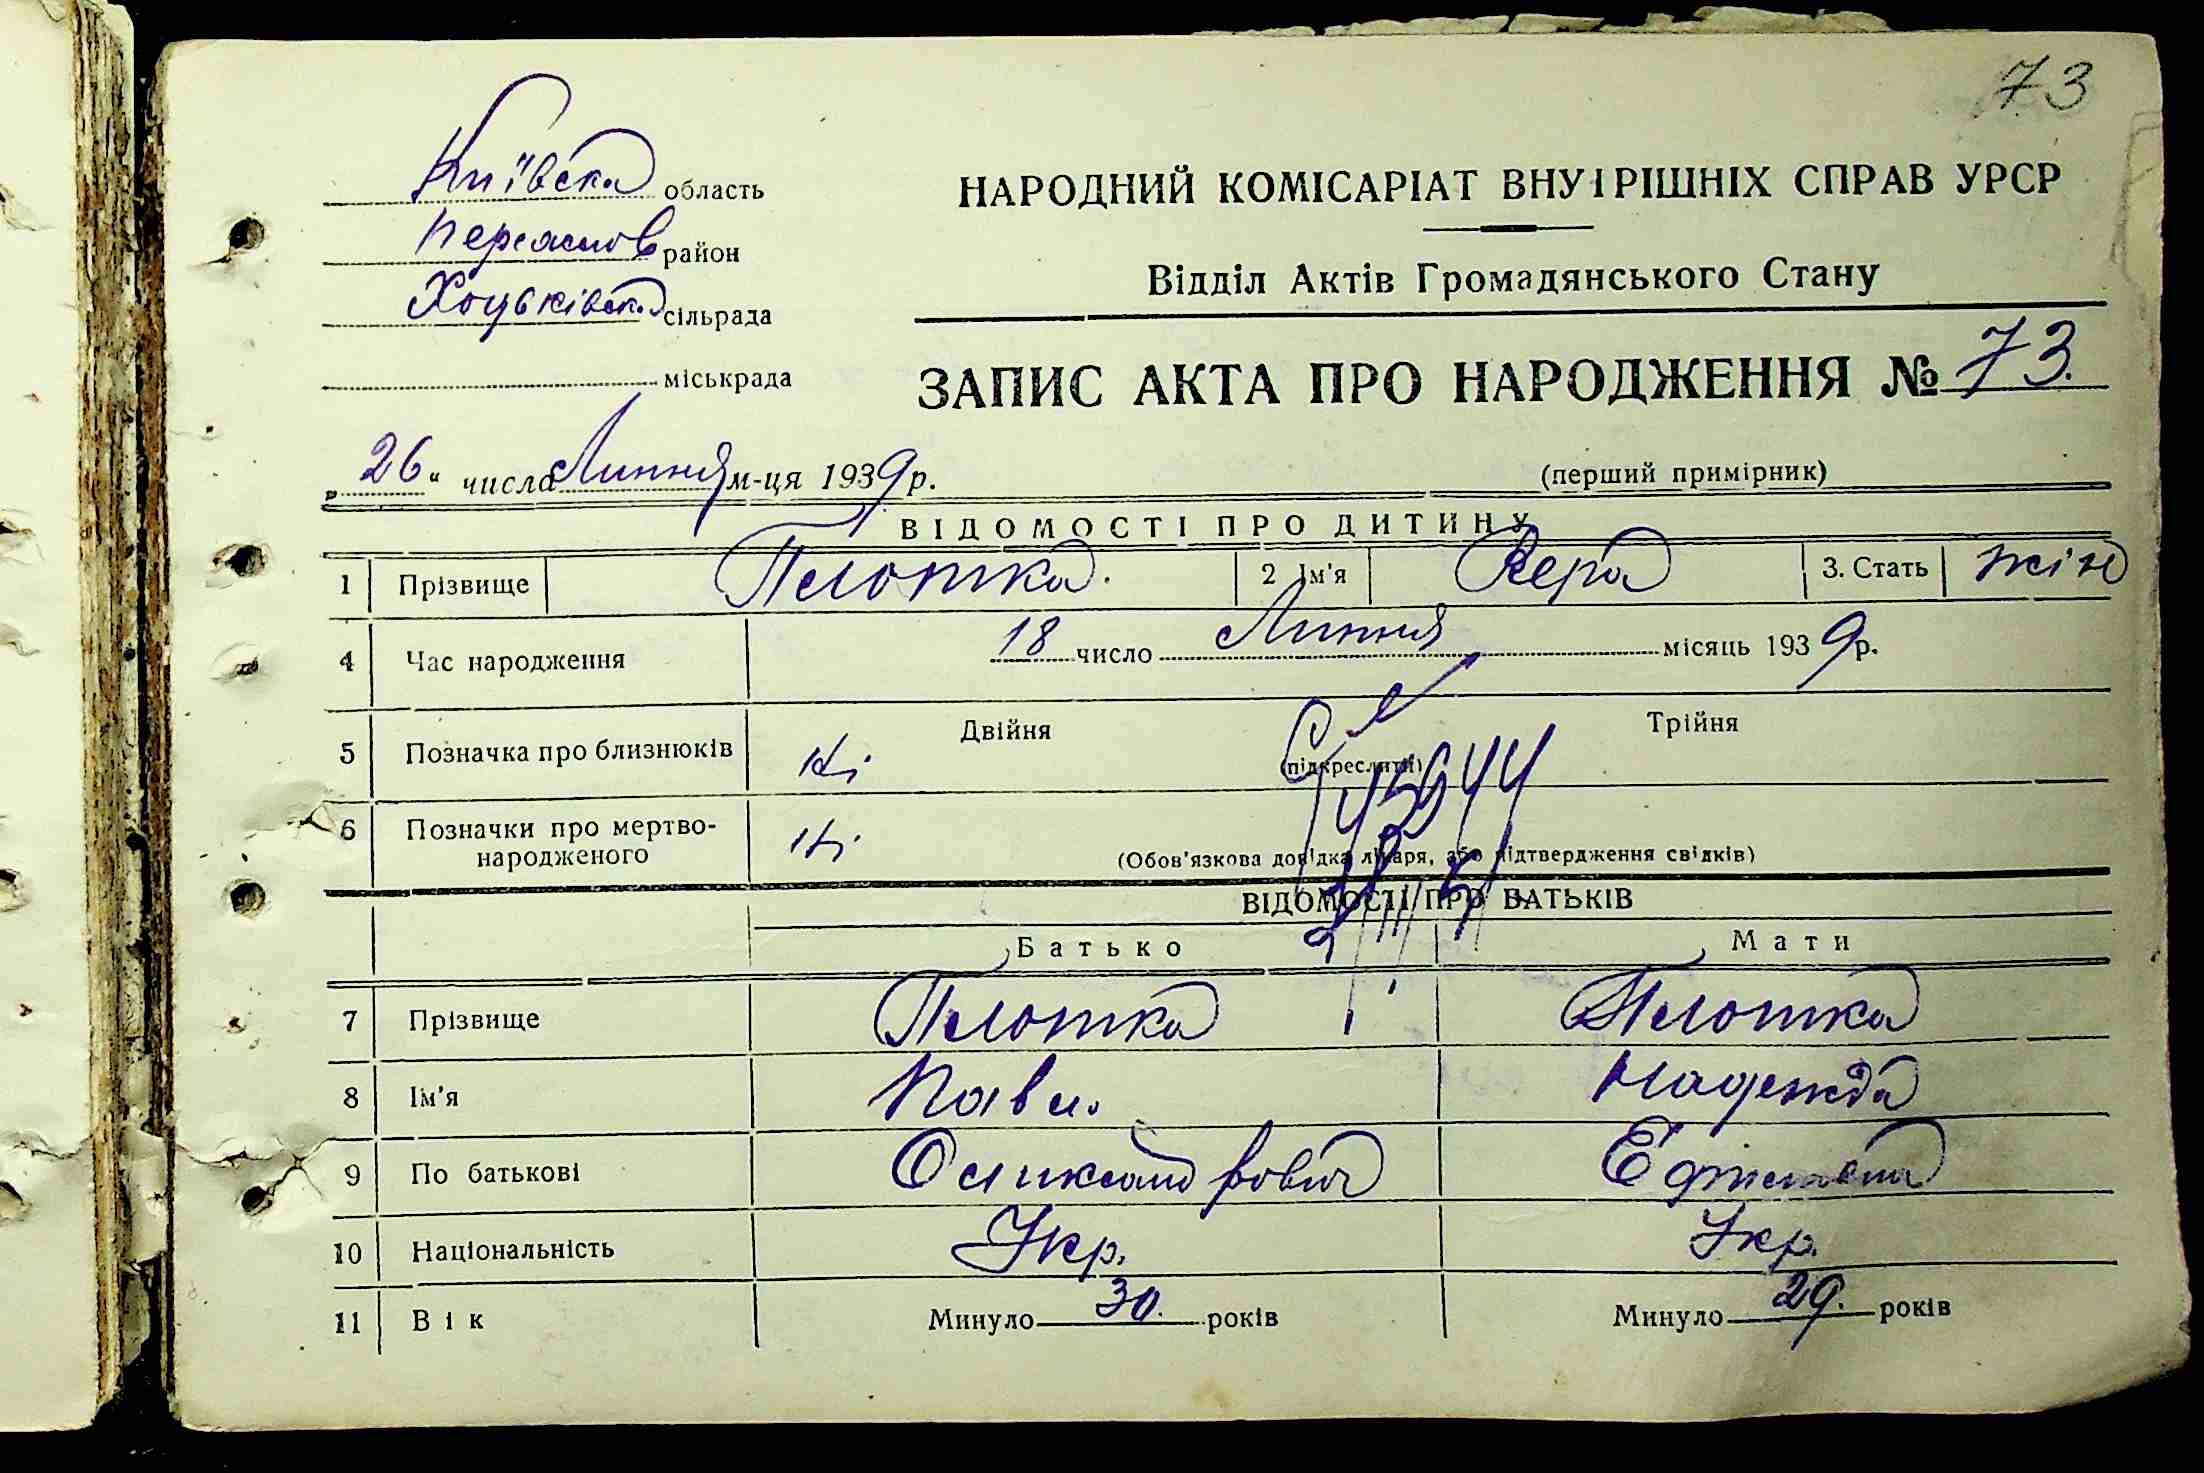 73
Київська область
НАРОДНИЙ КОМІСАРІАТ ВНУТРІШНІХ СПРАВ УРСР
Переяслов район
Відділ Актів Громадянського Стану
Хоцьківська сільрада
міськрада
ЗАПИС АКТА ПРО НАРОДЖЕННЯ № 73.
„26“ числа Липня м-ця 1939 р.
(перший примірник)
ВІДОМОСТІ ПРО ДИТИНУ
1 Прізвище Плотка. 2 Ім'я Вера 3. Стать жін
4 Час народження 18 число Липня місяць 1939 р.
5 Позначка про близнюків Ні Двійня (підкреслити) Трійня
6 Позначки про мертво-
народженого Ні (Обов'язкова довідка лікаря, або підтвердження свідків)
ВІДОМОСТІ ПРО БАТЬКІВ
Батько Мати
7 Прізвище Плотка Плотка
8 Ім'я Павл. Надежда
9 По батькові
10 Національність Укр. Укр.
11 Вік Минуло 30. років Минуло 29. років